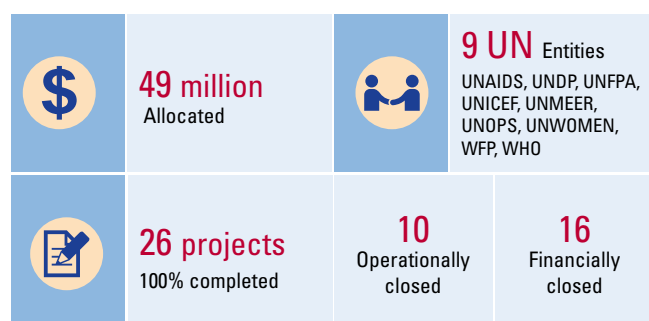 $
49 million
Allocated
9 UN Entities
UNAIDS, UNDP, UNFPA,
UNICEF, UNMEER,
UNOPS, UNWOMEN,
WFP, WHO
26 projects
100% completed
10
Operationally
closed
16
Financially
closed